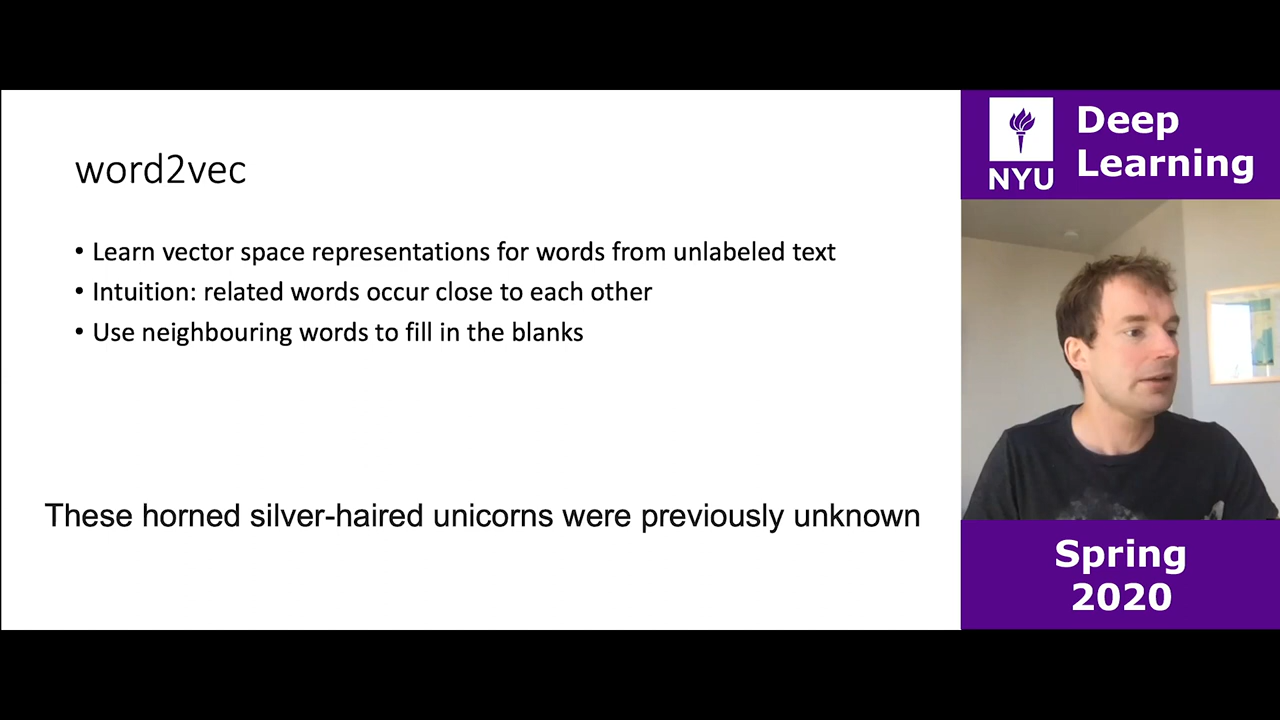 word2vec
• Learn vector space representations for words from unlabeled text
• Intuition: related words occur close to each other
• Use neighbouring words to fill in the blanks
These horned silver-haired unicorns were previously unknown
NYU
Deep
Learning
Spring
2020